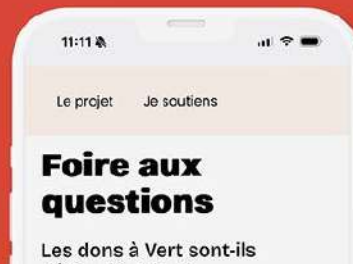 11:11
Le projet Je soutiens
Foire aux
questions
Les dons à Vert sont-ils